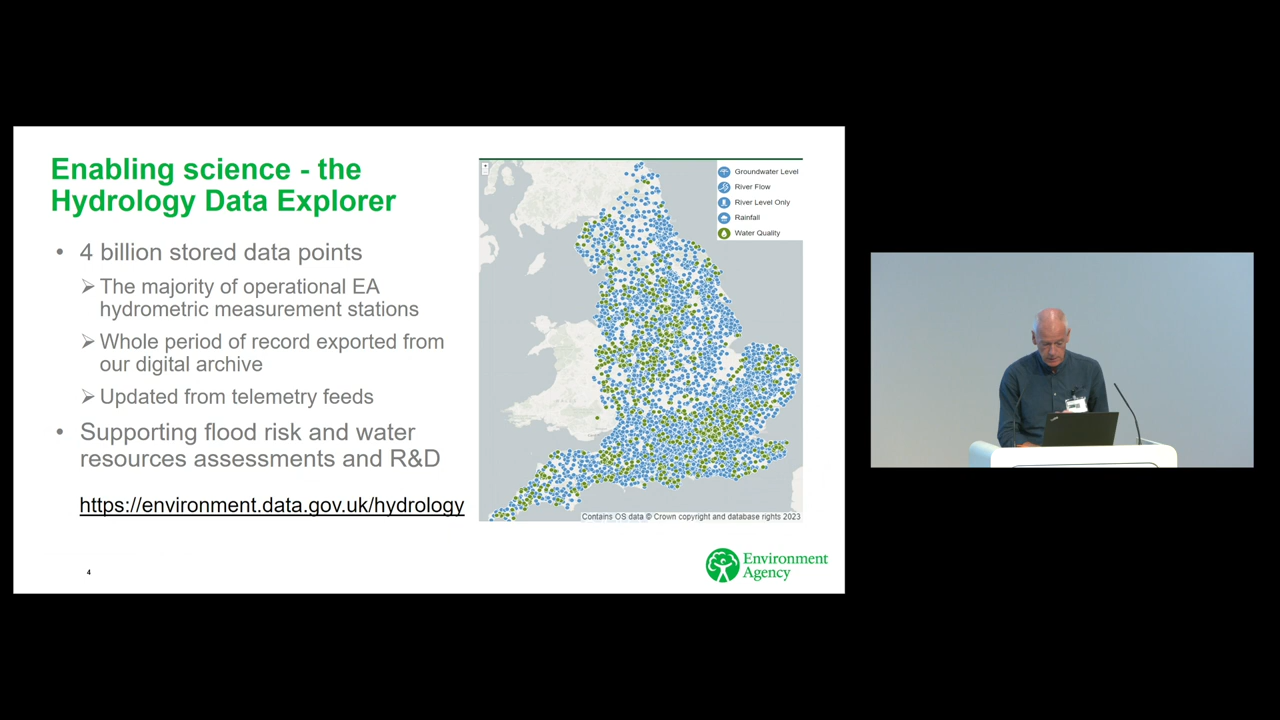 Enabling science - the
Hydrology Data Explorer
• 4 billion stored data points
➢ The majority of operational EA
hydrometric measurement stations
➢ Whole period of record exported from
our digital archive
➢ Updated from telemetry feeds
• Supporting flood risk and water
resources assessments and R&D
https://environment.data.gov.uk/hydrology
Groundwater Level
River Flow
River Level Only
Rainfall
Water Quality
Contains OS data © Crown copyright and database rights 2023
4
Environment
Agency